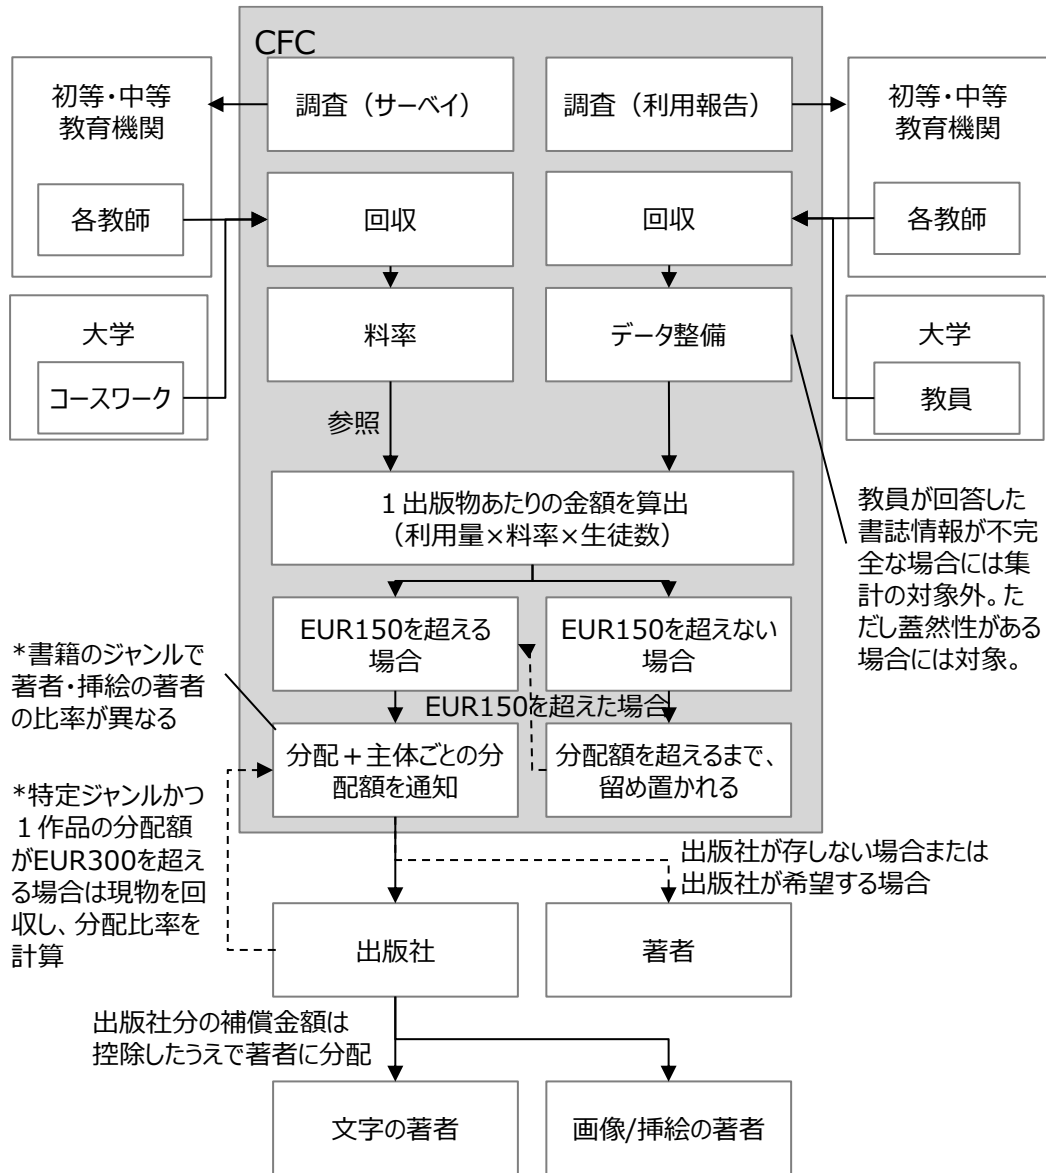 CFC
初等・中等
教育機関
調査（サーベイ）
調査（利用報告）
初等・中等
教育機関
各教師
回収
回収
各教師
大学
コースワーク
料率
データ整備
大学
教員
参照
１出版物あたりの金額を算出
（利用量×料率×生徒数）
教員が回答した
書誌情報が不完
全な場合には集
計の対象外。た
だし蓋然性がある
場合には対象。
EUR150を超える
場合
EUR150を超えない
場合
*書籍のジャンルで
著者・挿絵の著者
の比率が異なる
EUR150を超えた場合
分配＋主体ごとの分
配額を通知
分配額を超えるまで、
留め置かれる
*特定ジャンルかつ
１作品の分配額
がEUR300を超え
る場合は現物を回
収し、分配比率を
計算
出版社が存しない場合または
出版社が希望する場合
出版社
著者
出版社分の補償金額は
控除したうえで著者に分配
文字の著者
画像/挿絵の著者